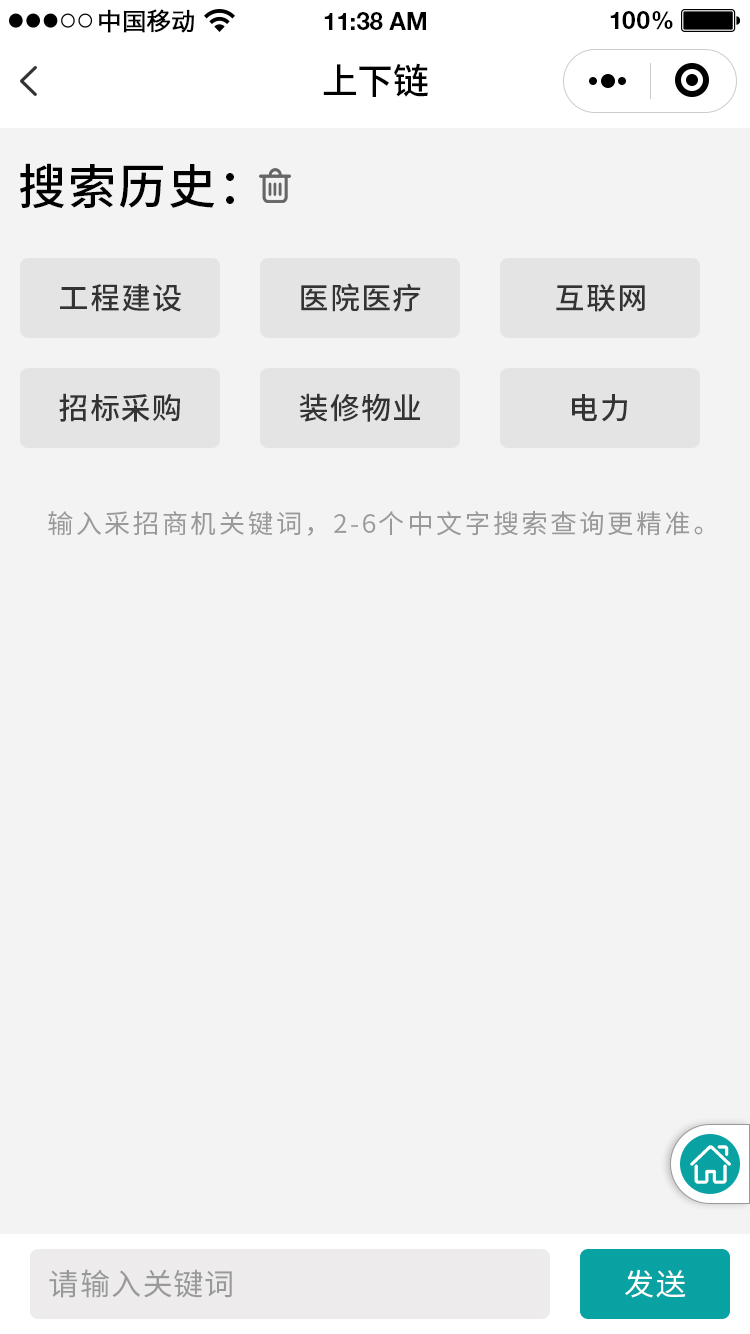 中国移动 11:38 AM 100%
上下链
搜索历史：
工程建设 医院医疗 互联网
招标采购 装修物业 电力
输入采招商机关键词，2-6个中文字搜索查询更精准。
请输入关键词 发送